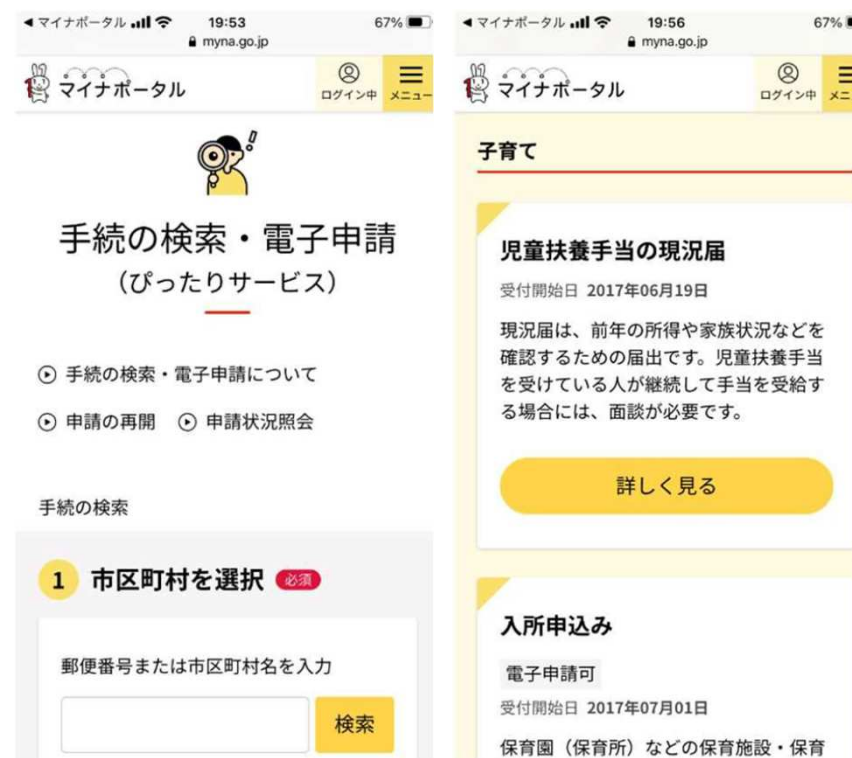 マイナポータル 19:53 67%
myna.go.jp
マイナポータル
ログイン中 メニュー
手続の検索・電子申請
（ぴったりサービス）
手続の検索・電子申請について
申請の再開 申請状況照会
手続の検索
1 市区町村を選択 必須
郵便番号または市区町村名を入力
検索
マイナポータル 19:56 67%
myna.go.jp
マイナポータル
ログイン中 メニ
子育て
児童扶養手当の現況届
受付開始日 2017年06月19日
現況届は、前年の所得や家族状況などを
確認するための届出です。児童扶養手当
を受けている人が継続して手当を受給す
る場合には、面談が必要です。
詳しく見る
入所申込み
電子申請可
受付開始日 2017年07月01日
保育園（保育所）などの保育施設・保育